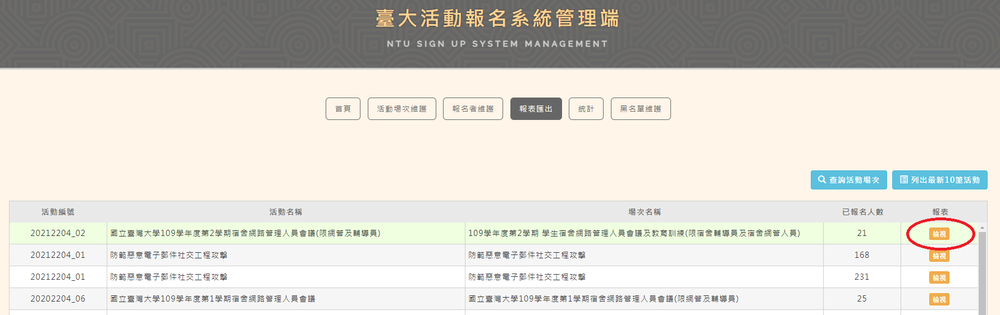 臺大活動報名系統管理端
NTU SIGN UP SYSTEM MANAGEMENT
首頁 活動場次維護 報名者維護 報表匯出 統計 黑名單維護
查詢活動場次 列出最新10筆活動
活動編號 活動名稱 場次名稱 已報名人數 報表
20212204_02 國立臺灣大學109學年度第2學期宿舍網路管理人員會議(限網管及輔導員) 109學年度第2學期 學生宿舍網路管理人員會議及教育訓練(限宿舍輔導員及宿舍網管人員) 21 檢視
20212204_01 防範惡意電子郵件社交工程攻擊 防範惡意電子郵件社交工程攻擊 168 檢視
20212204_01 防範惡意電子郵件社交工程攻擊 防範惡意電子郵件社交工程攻擊 231 檢視
20202204_06 國立臺灣大學109學年度第1學期宿舍網路管理人員會議 國立臺灣大學109學年度第1學期宿舍網路管理人員會議(限網管及輔導員) 25 檢視